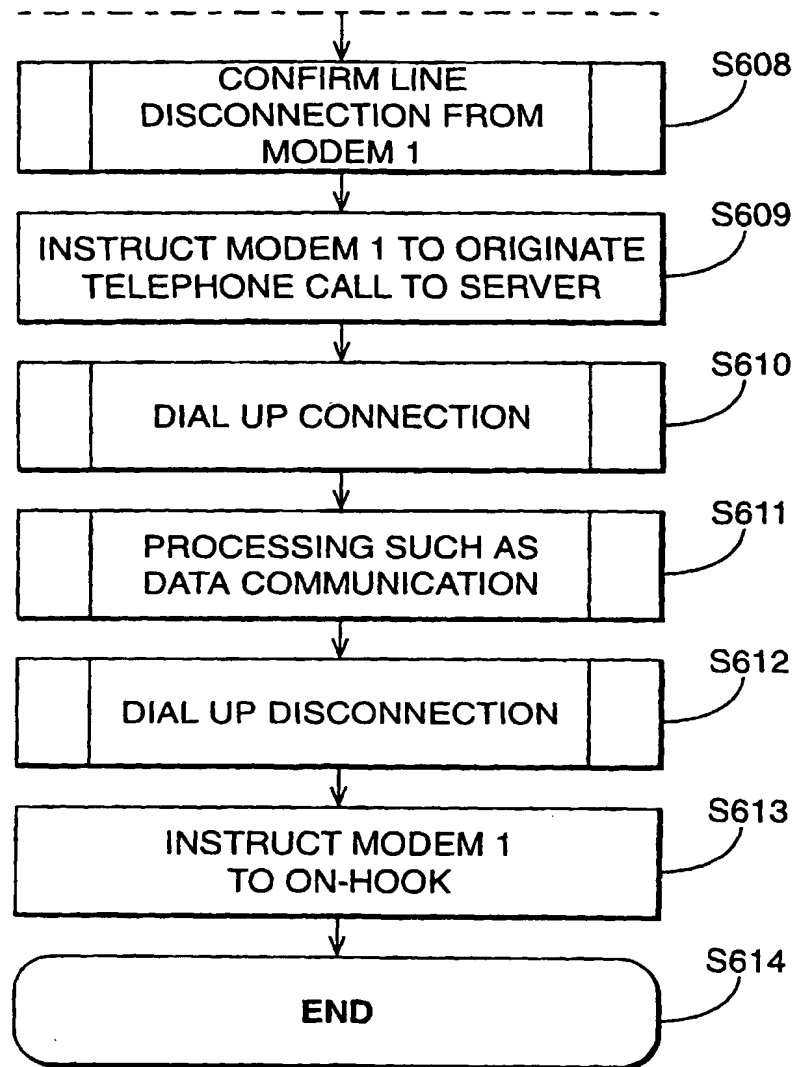 S608
CONFIRM LINE
DISCONNECTION FROM
MODEM 1
S609
INSTRUCT MODEM 1 TO ORIGINATE
TELEPHONE CALL TO SERVER
S610
DIAL UP CONNECTION
S611
PROCESSING SUCH AS
DATA COMMUNICATION
S612
DIAL UP DISCONNECTION
S613
INSTRUCT MODEM 1
TO ON-HOOK
S614
END